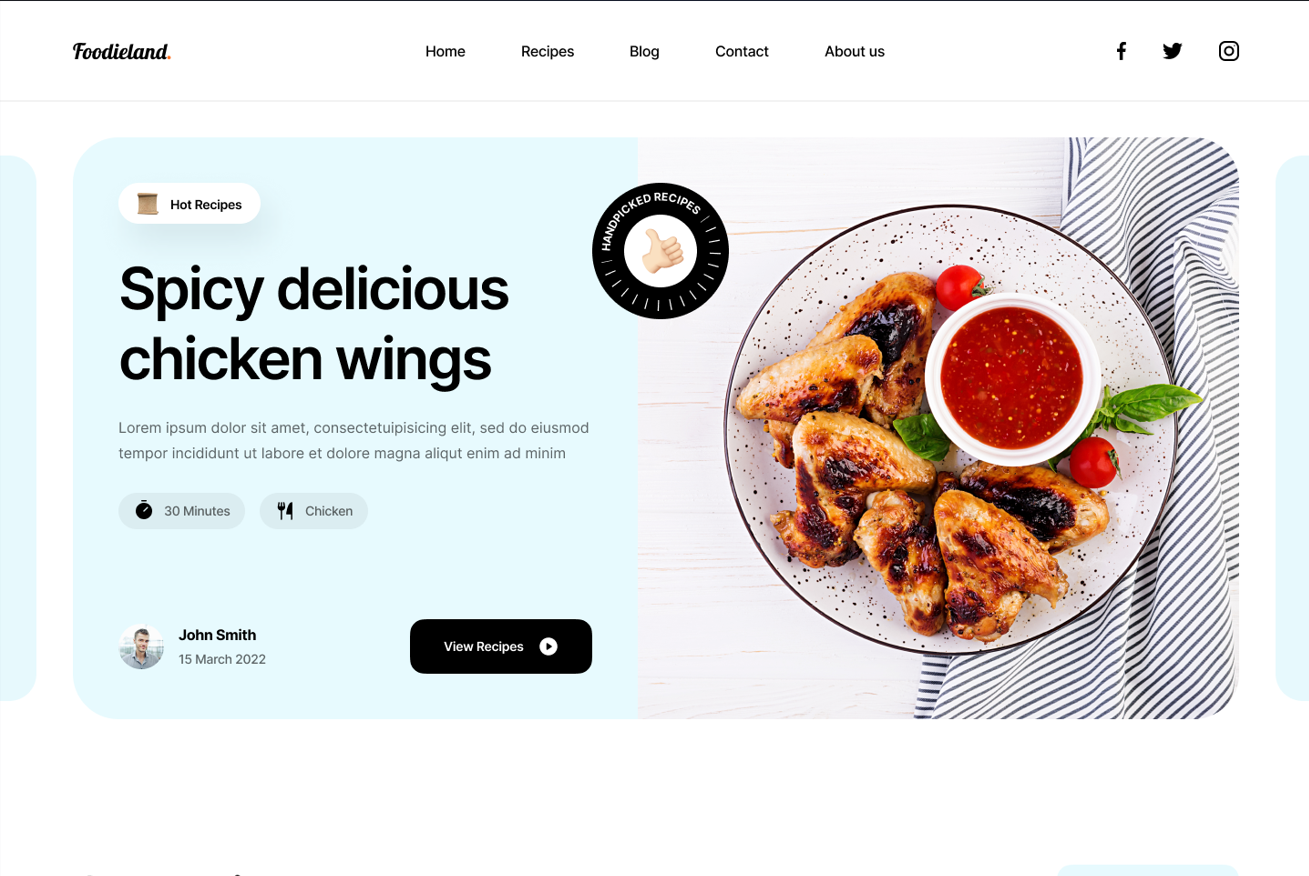 Foodieland.
Home
Recipes
Blog
Contact
About us
Hot Recipes
HANDPICKED RECIPES
Spicy delicious
chicken wings
Lorem ipsum dolor sit amet, consectetuipisicing elit, sed do eiusmod
tempor incididunt ut labore et dolore magna aliqut enim ad minim
30 Minutes
Chicken
John Smith
15 March 2022
View Recipes